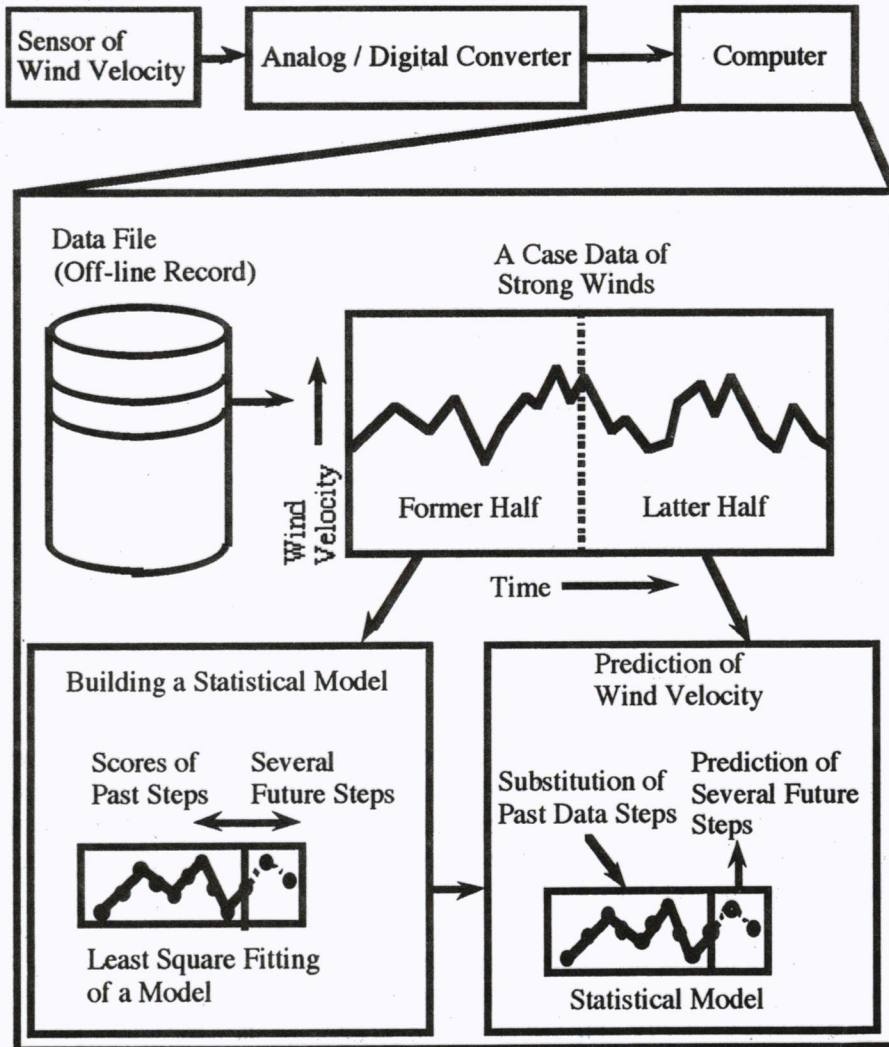 Sensor of
Wind Velocity
Analog / Digital Converter
Computer
Data File
(Off-line Record)
A Case Data of
Strong Winds
Wind
Velocity
Former Half
Latter Half
Time
Building a Statistical Model
Scores of
Past Steps
Several
Future Steps
Least Square Fitting
of a Model
Prediction of
Wind Velocity
Substitution of
Past Data Steps
Prediction of
Several Future
Steps
Statistical Model